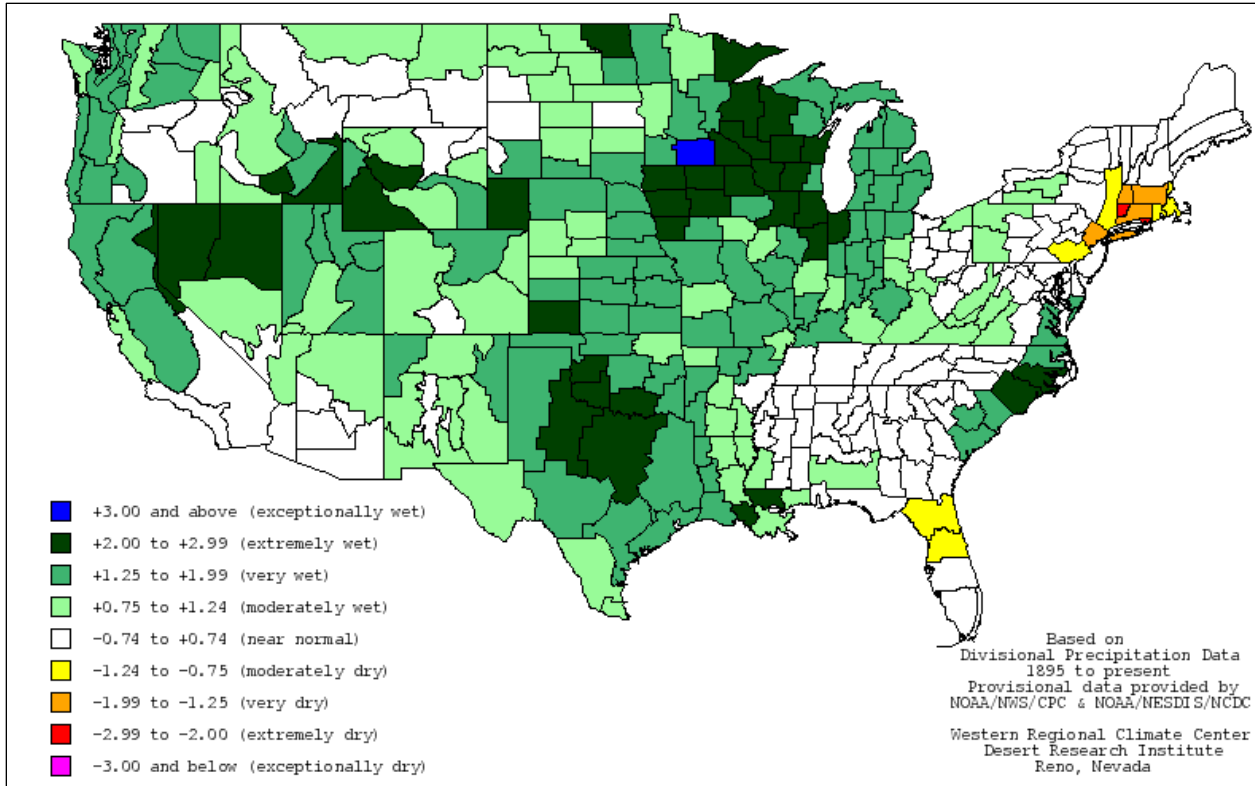 +3.00 and above (exceptionally wet)
+2.00 to +2.99 (extremely wet)
+1.25 to +1.99 (very wet)
+0.75 to +1.24 (moderately wet)
-0.74 to +0.74 (near normal)
-1.24 to -0.75 (moderately dry)
-1.99 to -1.25 (very dry)
-2.99 to -2.00 (extremely dry)
-3.00 and below (exceptionally dry)
Based on
Divisional Precipitation Data
1895 to present
Provisional data provided by
NOAA/NWS/CPC & NOAA/NESDIS/NCDC
Western Regional Climate Center
Desert Research Institute
Reno, Nevada